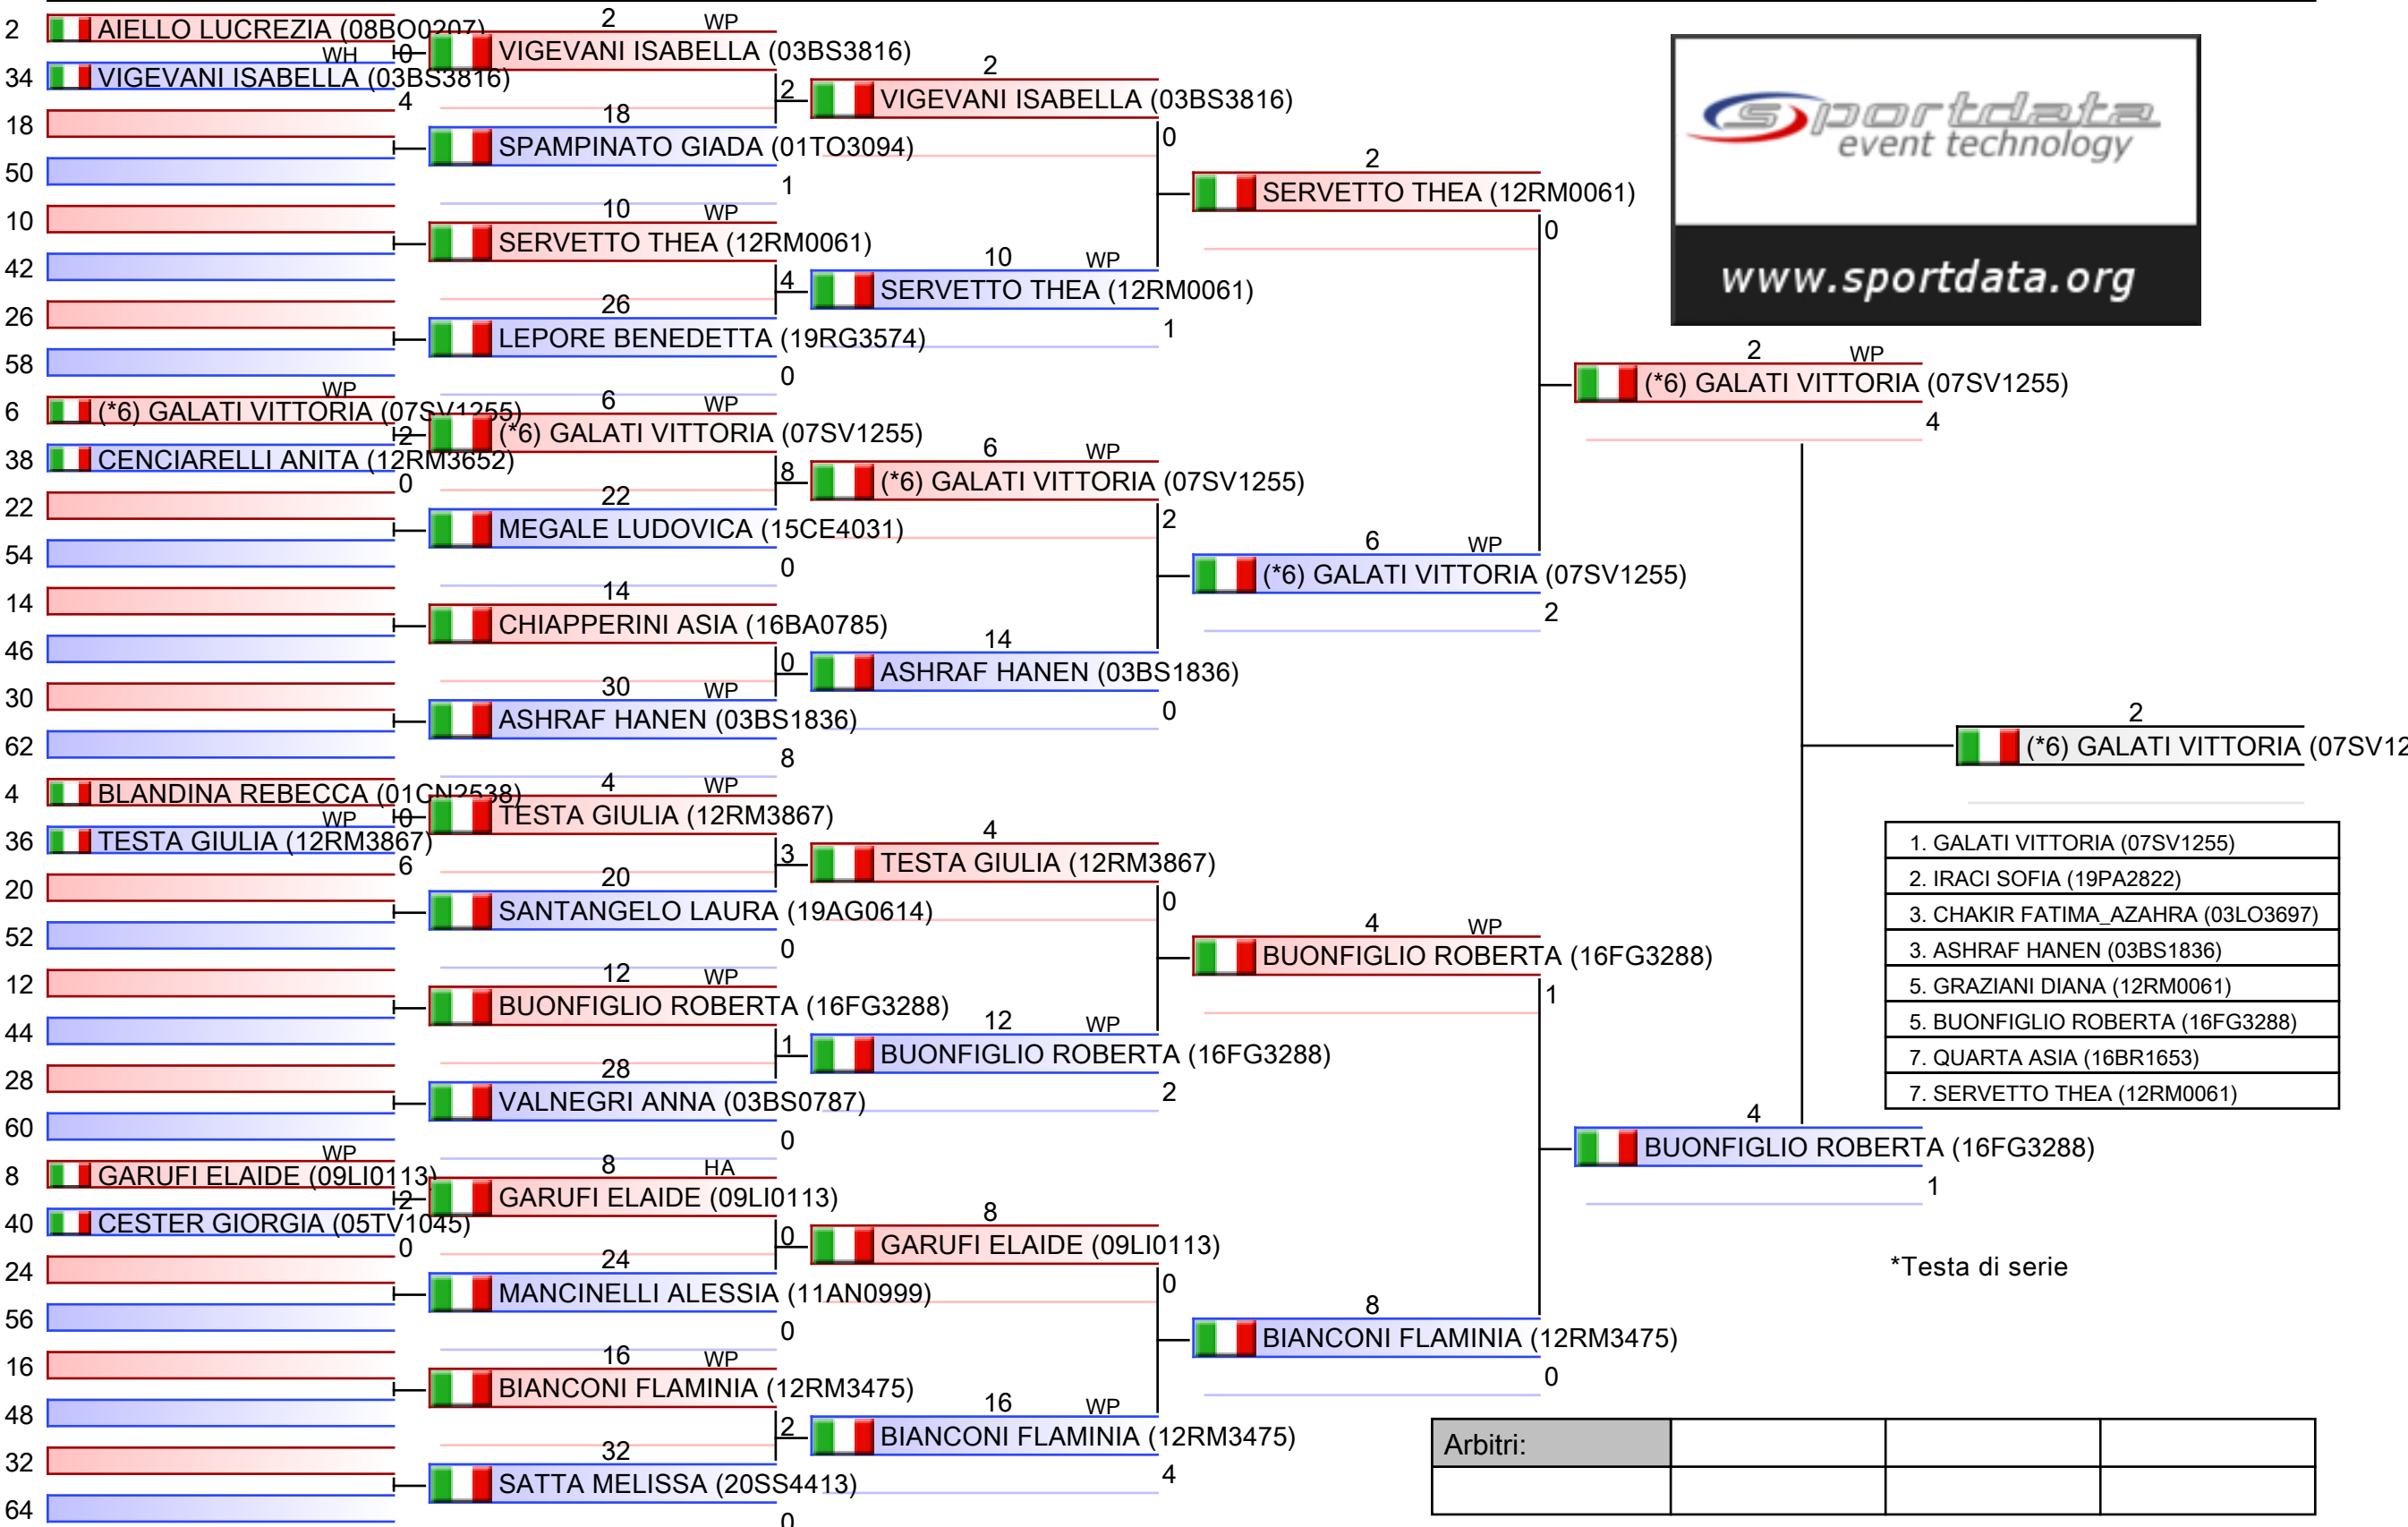 2 AIELLO LUCREZIA (08BO0207)
WH 0
34 VIGEVANI ISABELLA (03BS3816)
4
18
50
10
42
26
58
WP
6 (*6) GALATI VITTORIA (07SV1255)
2
38 CENCIARELLI ANITA (12RM3652)
0
22
54
14
46
30
62
4 BLANDINA REBECCA (01CN2538)
WP 0
36 TESTA GIULIA (12RM3867)
6
20
52
12
44
28
60
WP
8 GARUFI ELAIDE (09LI0113)
2
40 CESTER GIORGIA (05TV1045)
0
24
56
16
48
32
64
2 WP
VIGEVANI ISABELLA (03BS3816)
2
18
SPAMPINATO GIADA (01TO3094)
1
10 WP
SERVETTO THEA (12RM0061)
4
26
LEPORE BENEDETTA (19RG3574)
0
6 WP
(*6) GALATI VITTORIA (07SV1255)
8
22
MEGALE LUDOVICA (15CE4031)
0
14
CHIAPPERINI ASIA (16BA0785)
0
30 WP
ASHRAF HANEN (03BS1836)
8
4 WP
TESTA GIULIA (12RM3867)
3
20
SANTANGELO LAURA (19AG0614)
0
12 WP
BUONFIGLIO ROBERTA (16FG3288)
1
28
VALNEGRI ANNA (03BS0787)
0
8 HA
GARUFI ELAIDE (09LI0113)
0
24
MANCINELLI ALESSIA (11AN0999)
0
16 WP
BIANCONI FLAMINIA (12RM3475)
2
32
SATTA MELISSA (20SS4413)
0
2
VIGEVANI ISABELLA (03BS3816)
0
10 WP
SERVETTO THEA (12RM0061)
1
6 WP
(*6) GALATI VITTORIA (07SV1255)
2
14
ASHRAF HANEN (03BS1836)
0
4
TESTA GIULIA (12RM3867)
0
12 WP
BUONFIGLIO ROBERTA (16FG3288)
2
8
GARUFI ELAIDE (09LI0113)
0
16 WP
BIANCONI FLAMINIA (12RM3475)
4
2
SERVETTO THEA (12RM0061)
0
6 WP
(*6) GALATI VITTORIA (07SV1255)
2
4 WP
BUONFIGLIO ROBERTA (16FG3288)
1
8
BIANCONI FLAMINIA (12RM3475)
0
sportdata
event technology
www.sportdata.org
2 WP
(*6) GALATI VITTORIA (07SV1255)
4
4
BUONFIGLIO ROBERTA (16FG3288)
1
2
(*6) GALATI VITTORIA (07SV12
1. GALATI VITTORIA (07SV1255)
2. IRACI SOFIA (19PA2822)
3. CHAKIR FATIMA_AZAHRA (03LO3697)
3. ASHRAF HANEN (03BS1836)
5. GRAZIANI DIANA (12RM0061)
5. BUONFIGLIO ROBERTA (16FG3288)
7. QUARTA ASIA (16BR1653)
7. SERVETTO THEA (12RM0061)
*Testa di serie
Arbitri: